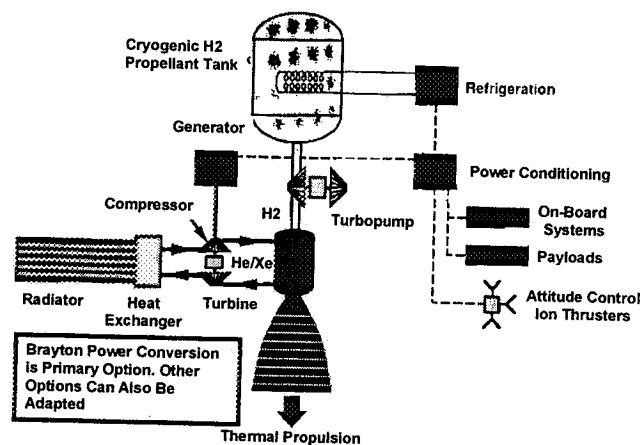 Cryogenic H2
Propellant Tank
Refrigeration
Generator
Power Conditioning
Compressor
H2
Turbopump
On-Board
Systems
He/Xe
Payloads
Radiator
Heat
Exchanger
Turbine
Attitude Control
Ion Thrusters
Brayton Power Conversion
is Primary Option. Other
Options Can Also Be
Adapted
Thermal Propulsion